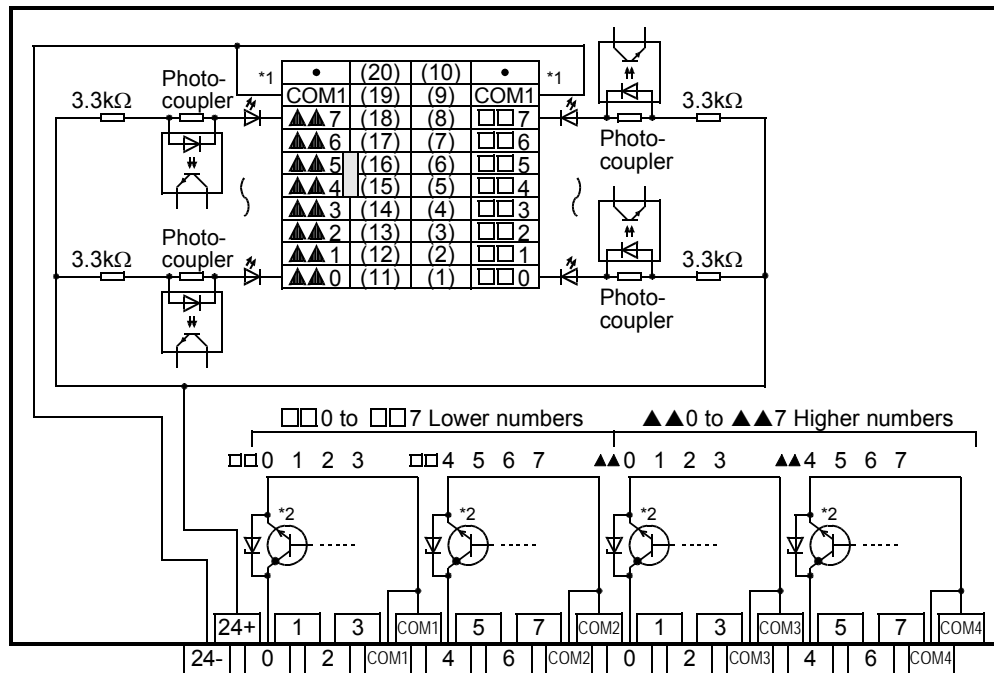 *1 • (20) (10) • *1
Photo-
coupler
3.3kΩ COM1 (19) (9) COM1 3.3kΩ
▲▲7 (18) (8) □□7
▲▲6 (17) (7) □□6
Photo-
coupler
▲▲5 (16) (6) □□5
▲▲4 (15) (5) □□4
▲▲3 (14) (4) □□3
▲▲2 (13) (3) □□2
Photo-
coupler
3.3kΩ ▲▲1 (12) (2) □□1 3.3kΩ
▲▲0 (11) (1) □□0
Photo-
coupler
□□0 to □□7 Lower numbers ▲▲0 to ▲▲7 Higher numbers
□□0 1 2 3 □□4 5 6 7 ▲▲0 1 2 3 ▲▲4 5 6 7
*2 *2 *2 *2
24+ 1 3 COM1 5 7 COM2 1 3 COM3 5 7 COM4
24- 0 2 COM1 4 6 COM2 0 2 COM3 4 6 COM4